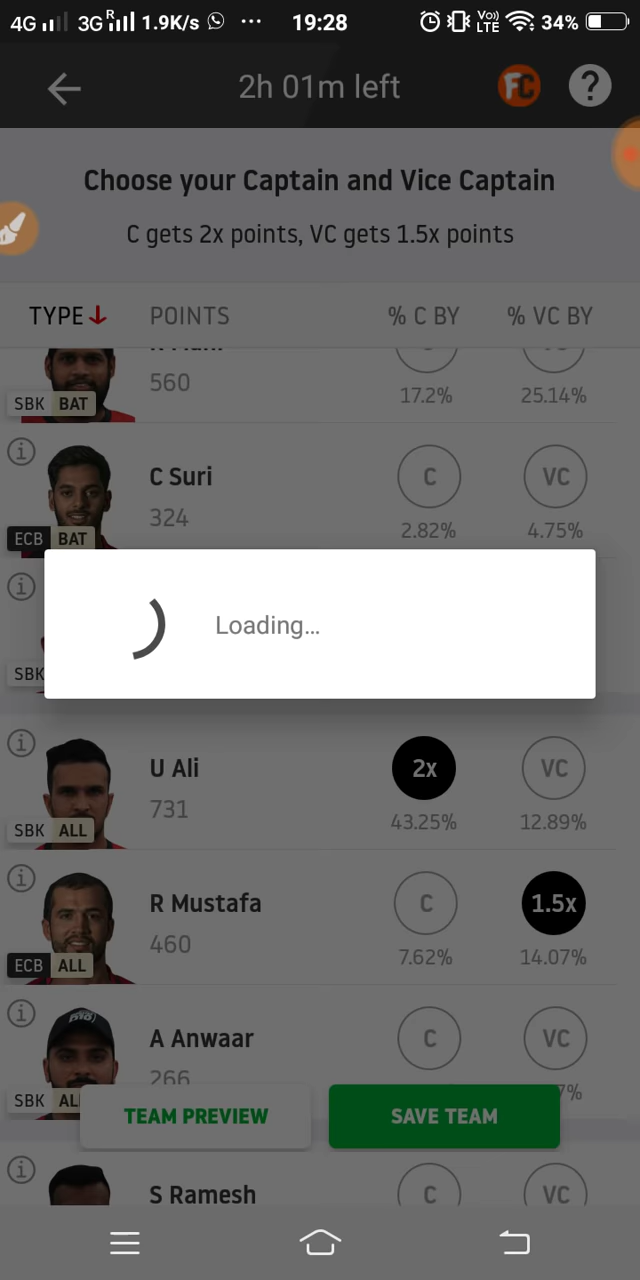 4G 3G R 1.9K/s ... 19:28 Vo) LTE 34%
2h 01m left FC ?
Choose your Captain and Vice Captain
C gets 2x points, VC gets 1.5x points
TYPE POINTS % C BY % VC BY
560
17.2% 25.14%
SBK BAT
C Suri C VC
324
2.82% 4.75%
ECB BAT
Loading...
SBK
U Ali 2x VC
731
43.25% 12.89%
SBK ALL
R Mustafa C 1.5x
460
7.62% 14.07%
ECB ALL
A Anwaar C VC
266
SBK
TEAM PREVIEW SAVE TEAM
S Ramesh C VC